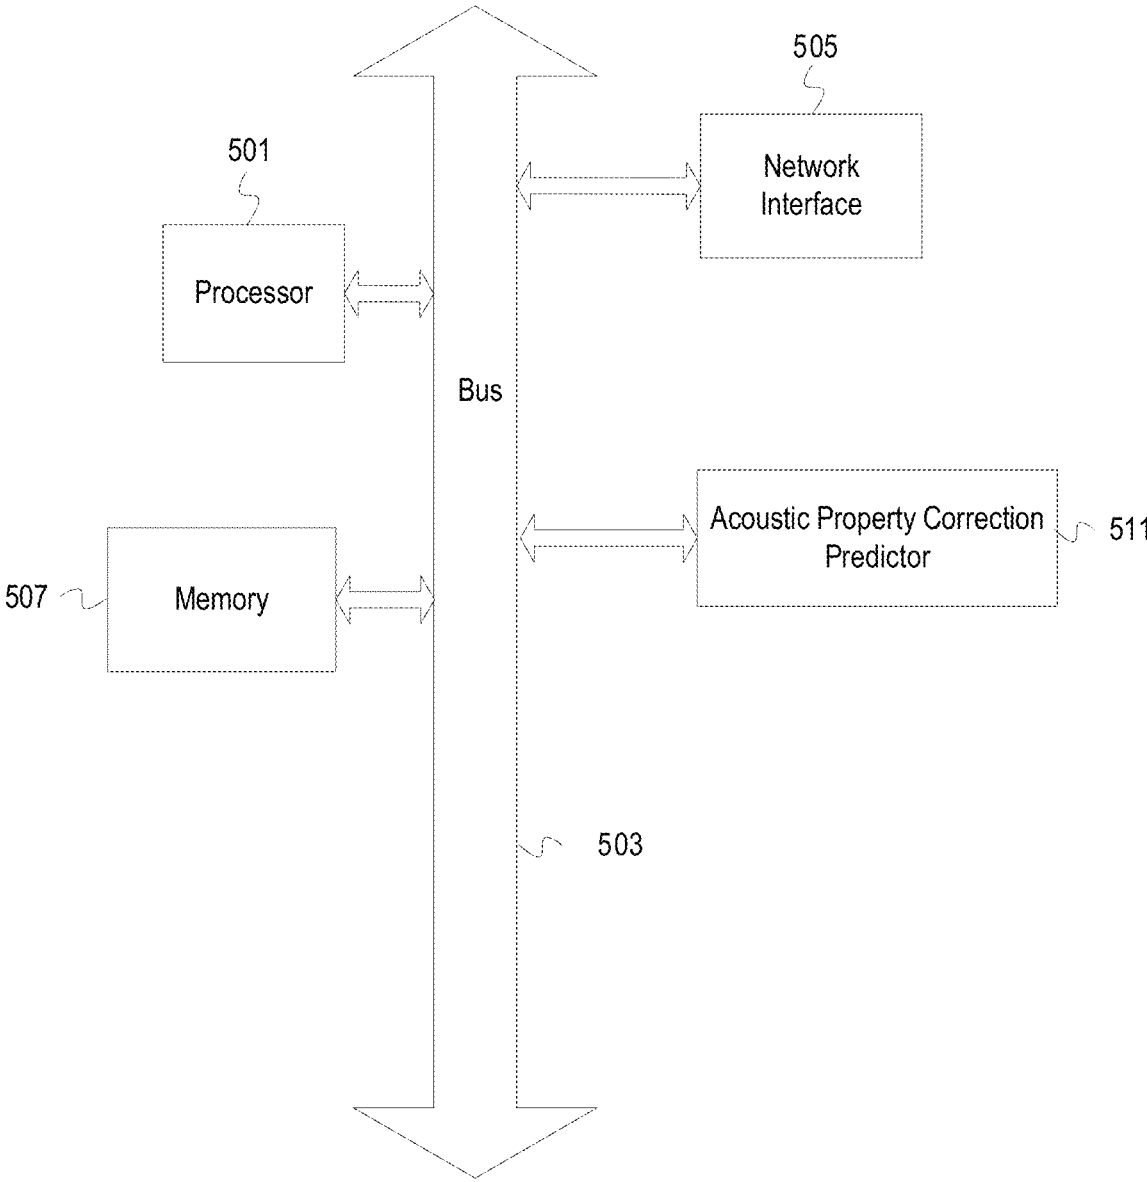 505
Network
Interface
501
Processor
Bus
Acoustic Property Correction
Predictor
511
507
Memory
503